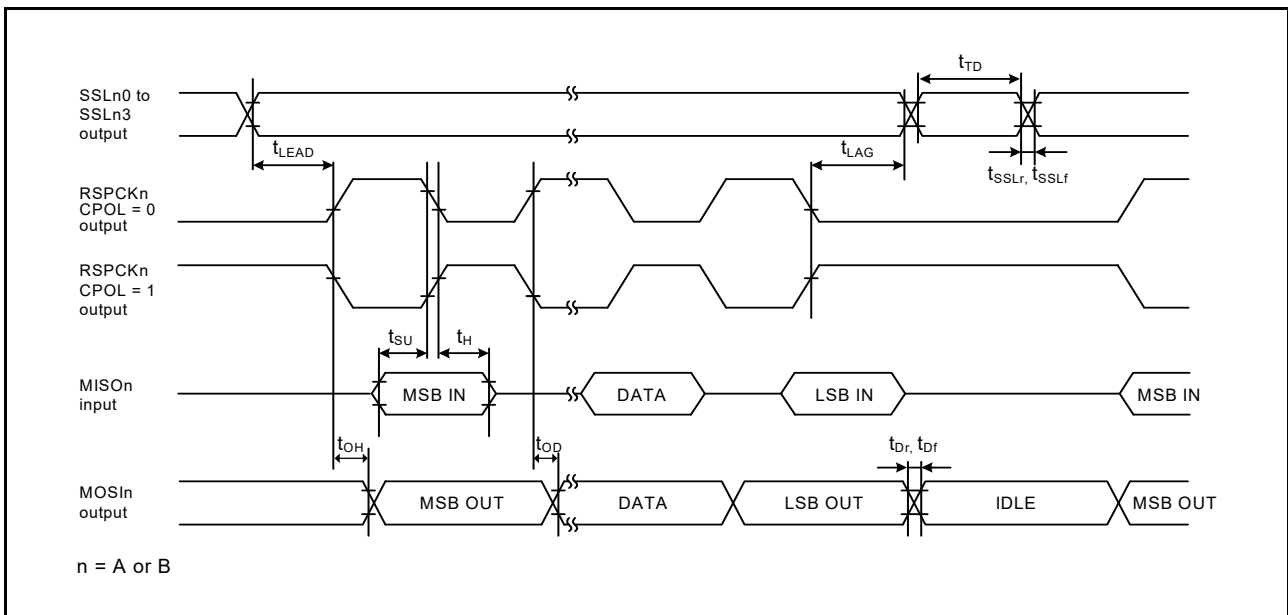 SSLn0 to
SSLn3
output
tTD
tLEAD
tLAG
tSSLr, tSSLf
RSPCKn
CPOL = 0
output
RSPCKn
CPOL = 1
output
tSU
tH
MISOn
input
MSB IN
DATA
LSB IN
MSB IN
tOH
tOD
tDr, tDf
MOSIn
output
MSB OUT
DATA
LSB OUT
IDLE
MSB OUT
n = A or B